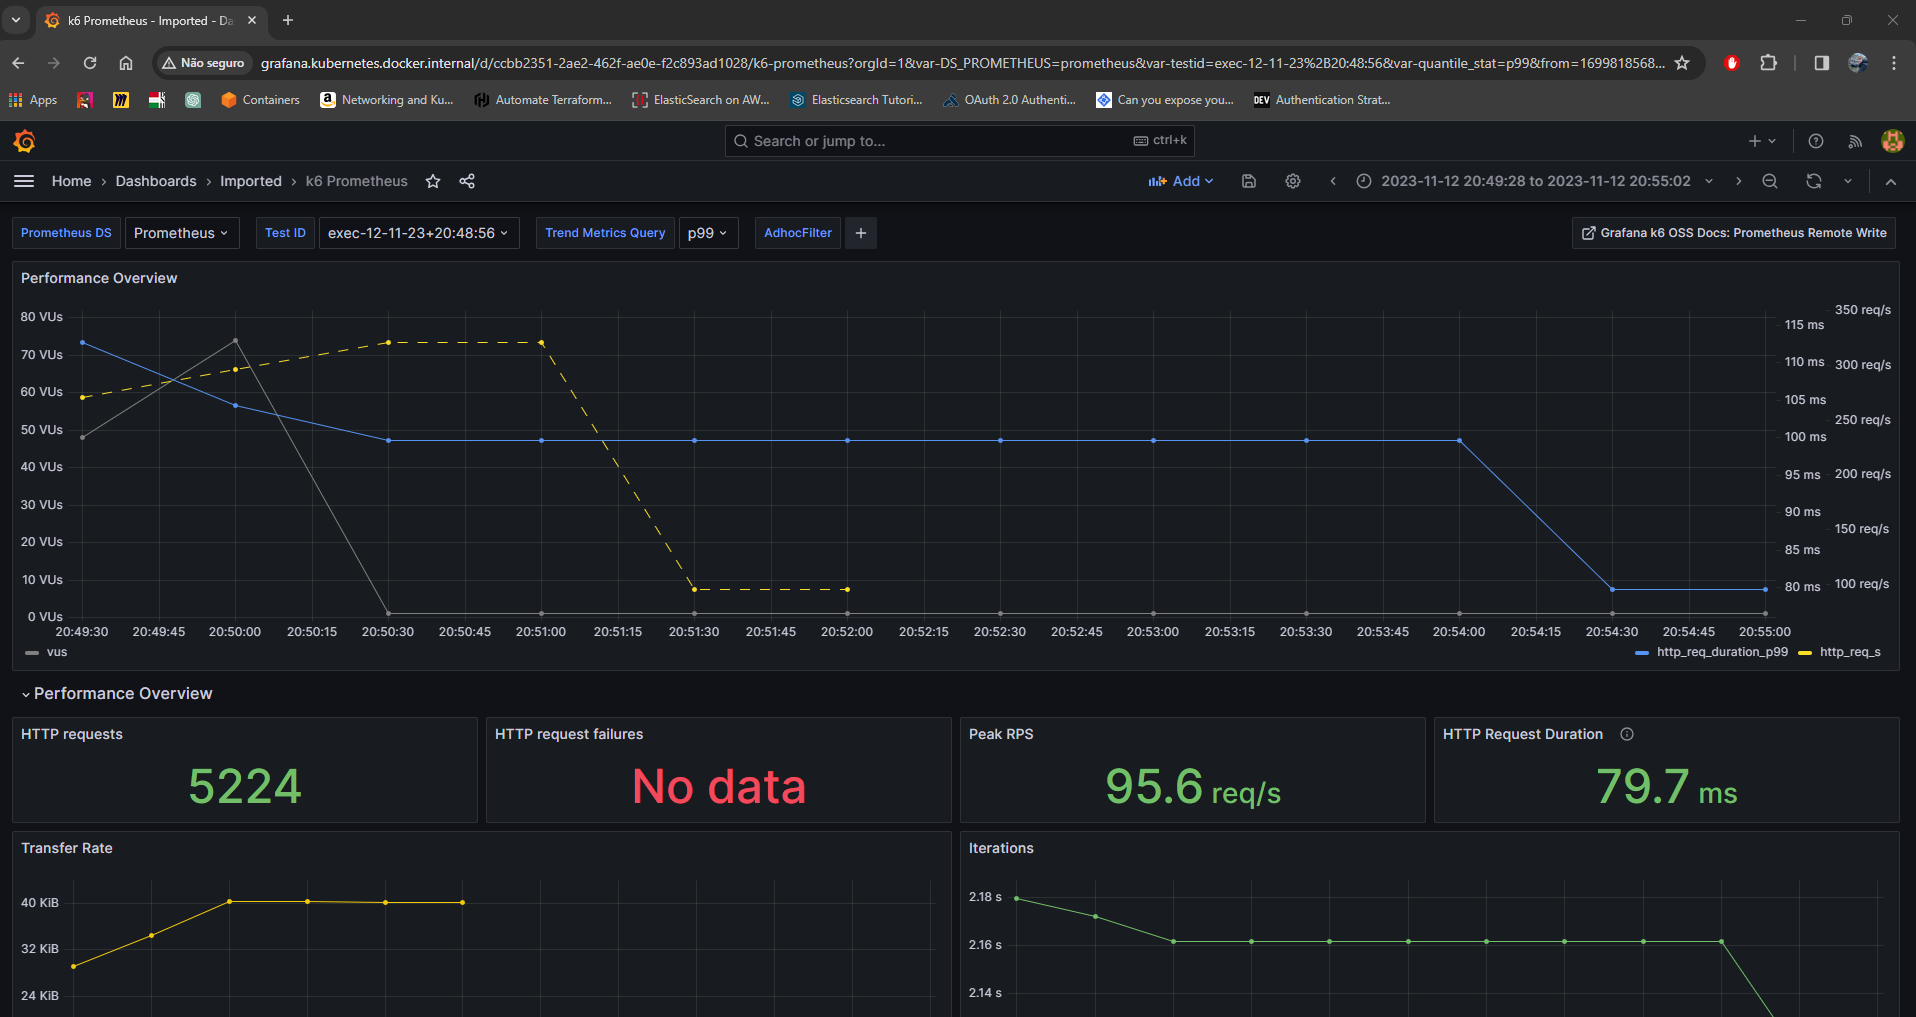 k6 Prometheus - Imported - Da
Não seguro
grafana.kubernetes.docker.internal/d/ccbb2351-2ae2-462f-ae0e-f2c893ad1028/k6-prometheus?orgId=1&var-DS_PROMETHEUS=prometheus&var-testid=exec-12-11-23%2B20:48:56&var-quantile_stat=p99&from=1699818568...
Apps
Containers
Networking and Ku...
Automate Terraform...
ElasticSearch on AW...
Elasticsearch Tutori...
OAuth 2.0 Authenti...
Can you expose you...
DEV
Authentication Strat...
Search or jump to...
ctrl+k
Home › Dashboards › Imported › k6 Prometheus
Add
2023-11-12 20:49:28 to 2023-11-12 20:55:02
Prometheus DS
Prometheus
Test ID
exec-12-11-23+20:48:56
Trend Metrics Query
p99
AdhocFilter
Grafana k6 OSS Docs: Prometheus Remote Write
Performance Overview
80 VUs
70 VUs
60 VUs
50 VUs
40 VUs
30 VUs
20 VUs
10 VUs
0 VUs
115 ms
110 ms
105 ms
100 ms
95 ms
90 ms
85 ms
80 ms
350 req/s
300 req/s
250 req/s
200 req/s
150 req/s
100 req/s
20:49:30 20:49:45 20:50:00 20:50:15 20:50:30 20:50:45 20:51:00 20:51:15 20:51:30 20:51:45 20:52:00 20:52:15 20:52:30 20:52:45 20:53:00 20:53:15 20:53:30 20:53:45 20:54:00 20:54:15 20:54:30 20:54:45 20:55:00
vus
http_req_duration_p99 http_req_s
Performance Overview
HTTP requests
5224
HTTP request failures
No data
Peak RPS
95.6 req/s
HTTP Request Duration
79.7 ms
Transfer Rate
40 KiB
32 KiB
24 KiB
Iterations
2.18 s
2.16 s
2.14 s